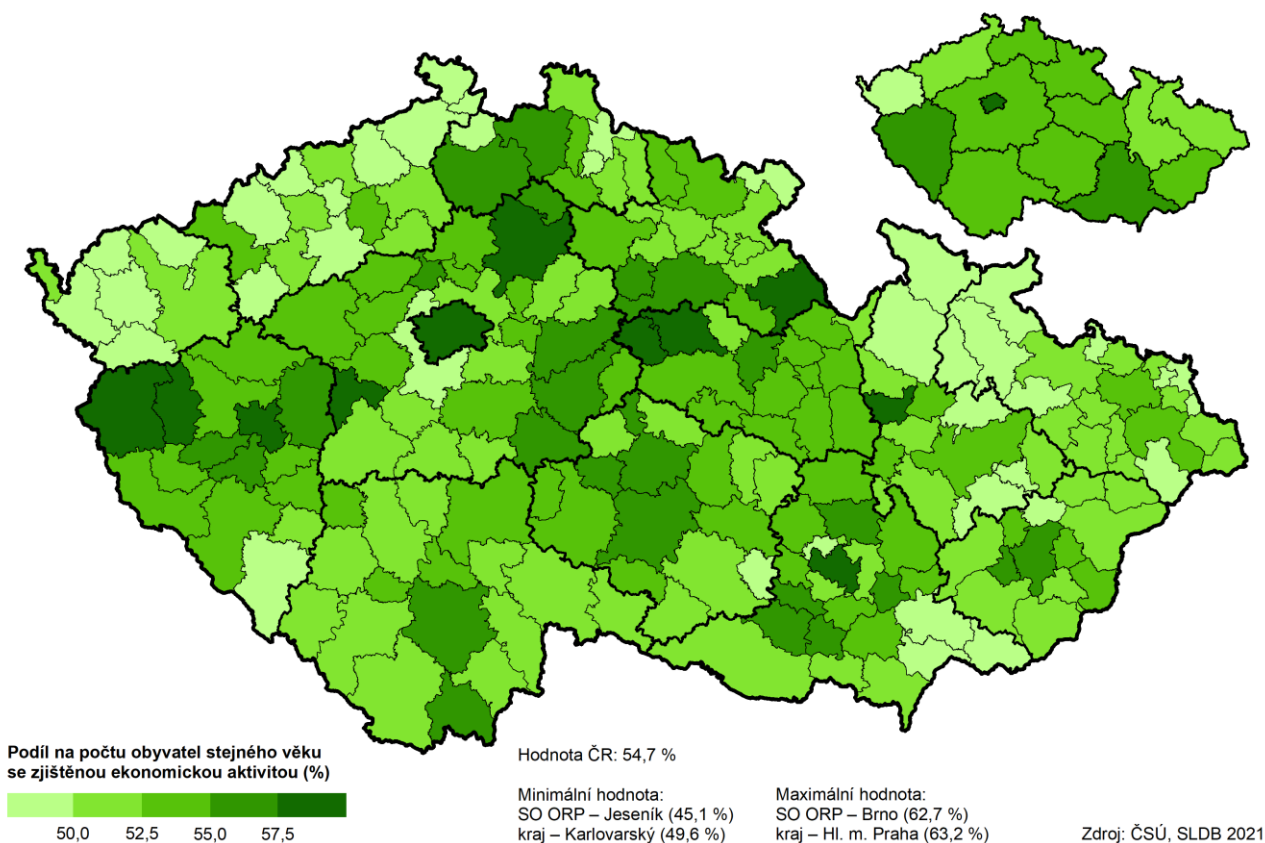 Podíl na počtu obyvatel stejného věku
se zjištěnou ekonomickou aktivitou (%)
50,0 52,5 55,0 57,5
Hodnota ČR: 54,7 %
Minimální hodnota:
SO ORP – Jeseník (45,1 %)
kraj – Karlovarský (49,6 %)
Maximální hodnota:
SO ORP – Brno (62,7 %)
kraj – Hl. m. Praha (63,2 %)
Zdroj: ČSÚ, SLDB 2021